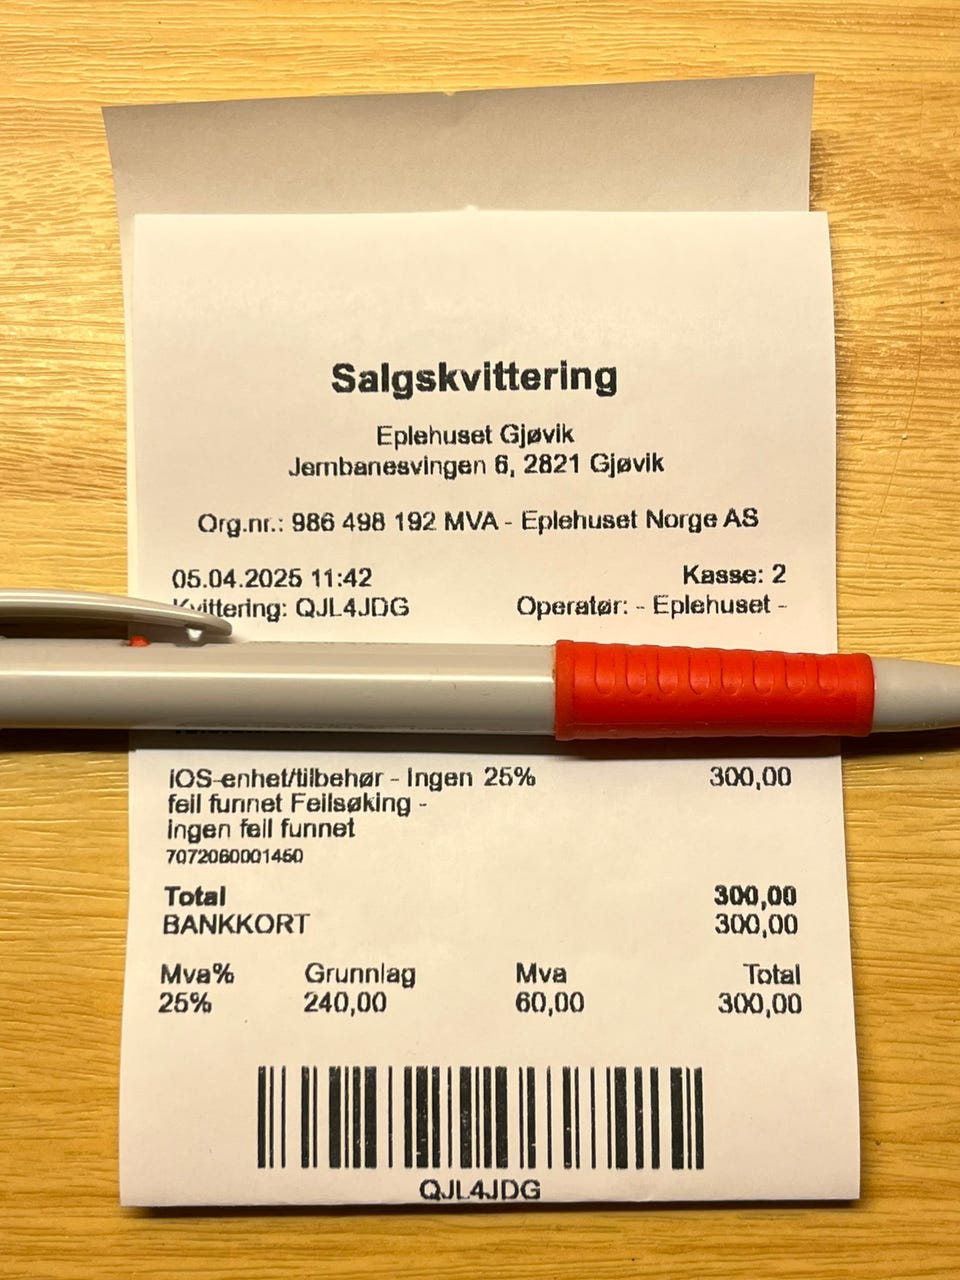 Salgskvittering
Eplehuset Gjøvik
Jernbanesvingen 6, 2821 Gjøvik
Org.nr.: 986 498 192 MVA - Eplehuset Norge AS
05.04.2025 11:42 Kasse: 2
Kvittering: QJL4JDG Operatør: - Eplehuset -
iOS-enhet/tilbehør - Ingen 25% 300,00
feil funnet Feilsøking -
ingen feil funnet
7072060001450
Total 300,00
BANKKORT 300,00
Mva% Grunnlag Mva Total
25% 240,00 60,00 300,00
QJL4JDG